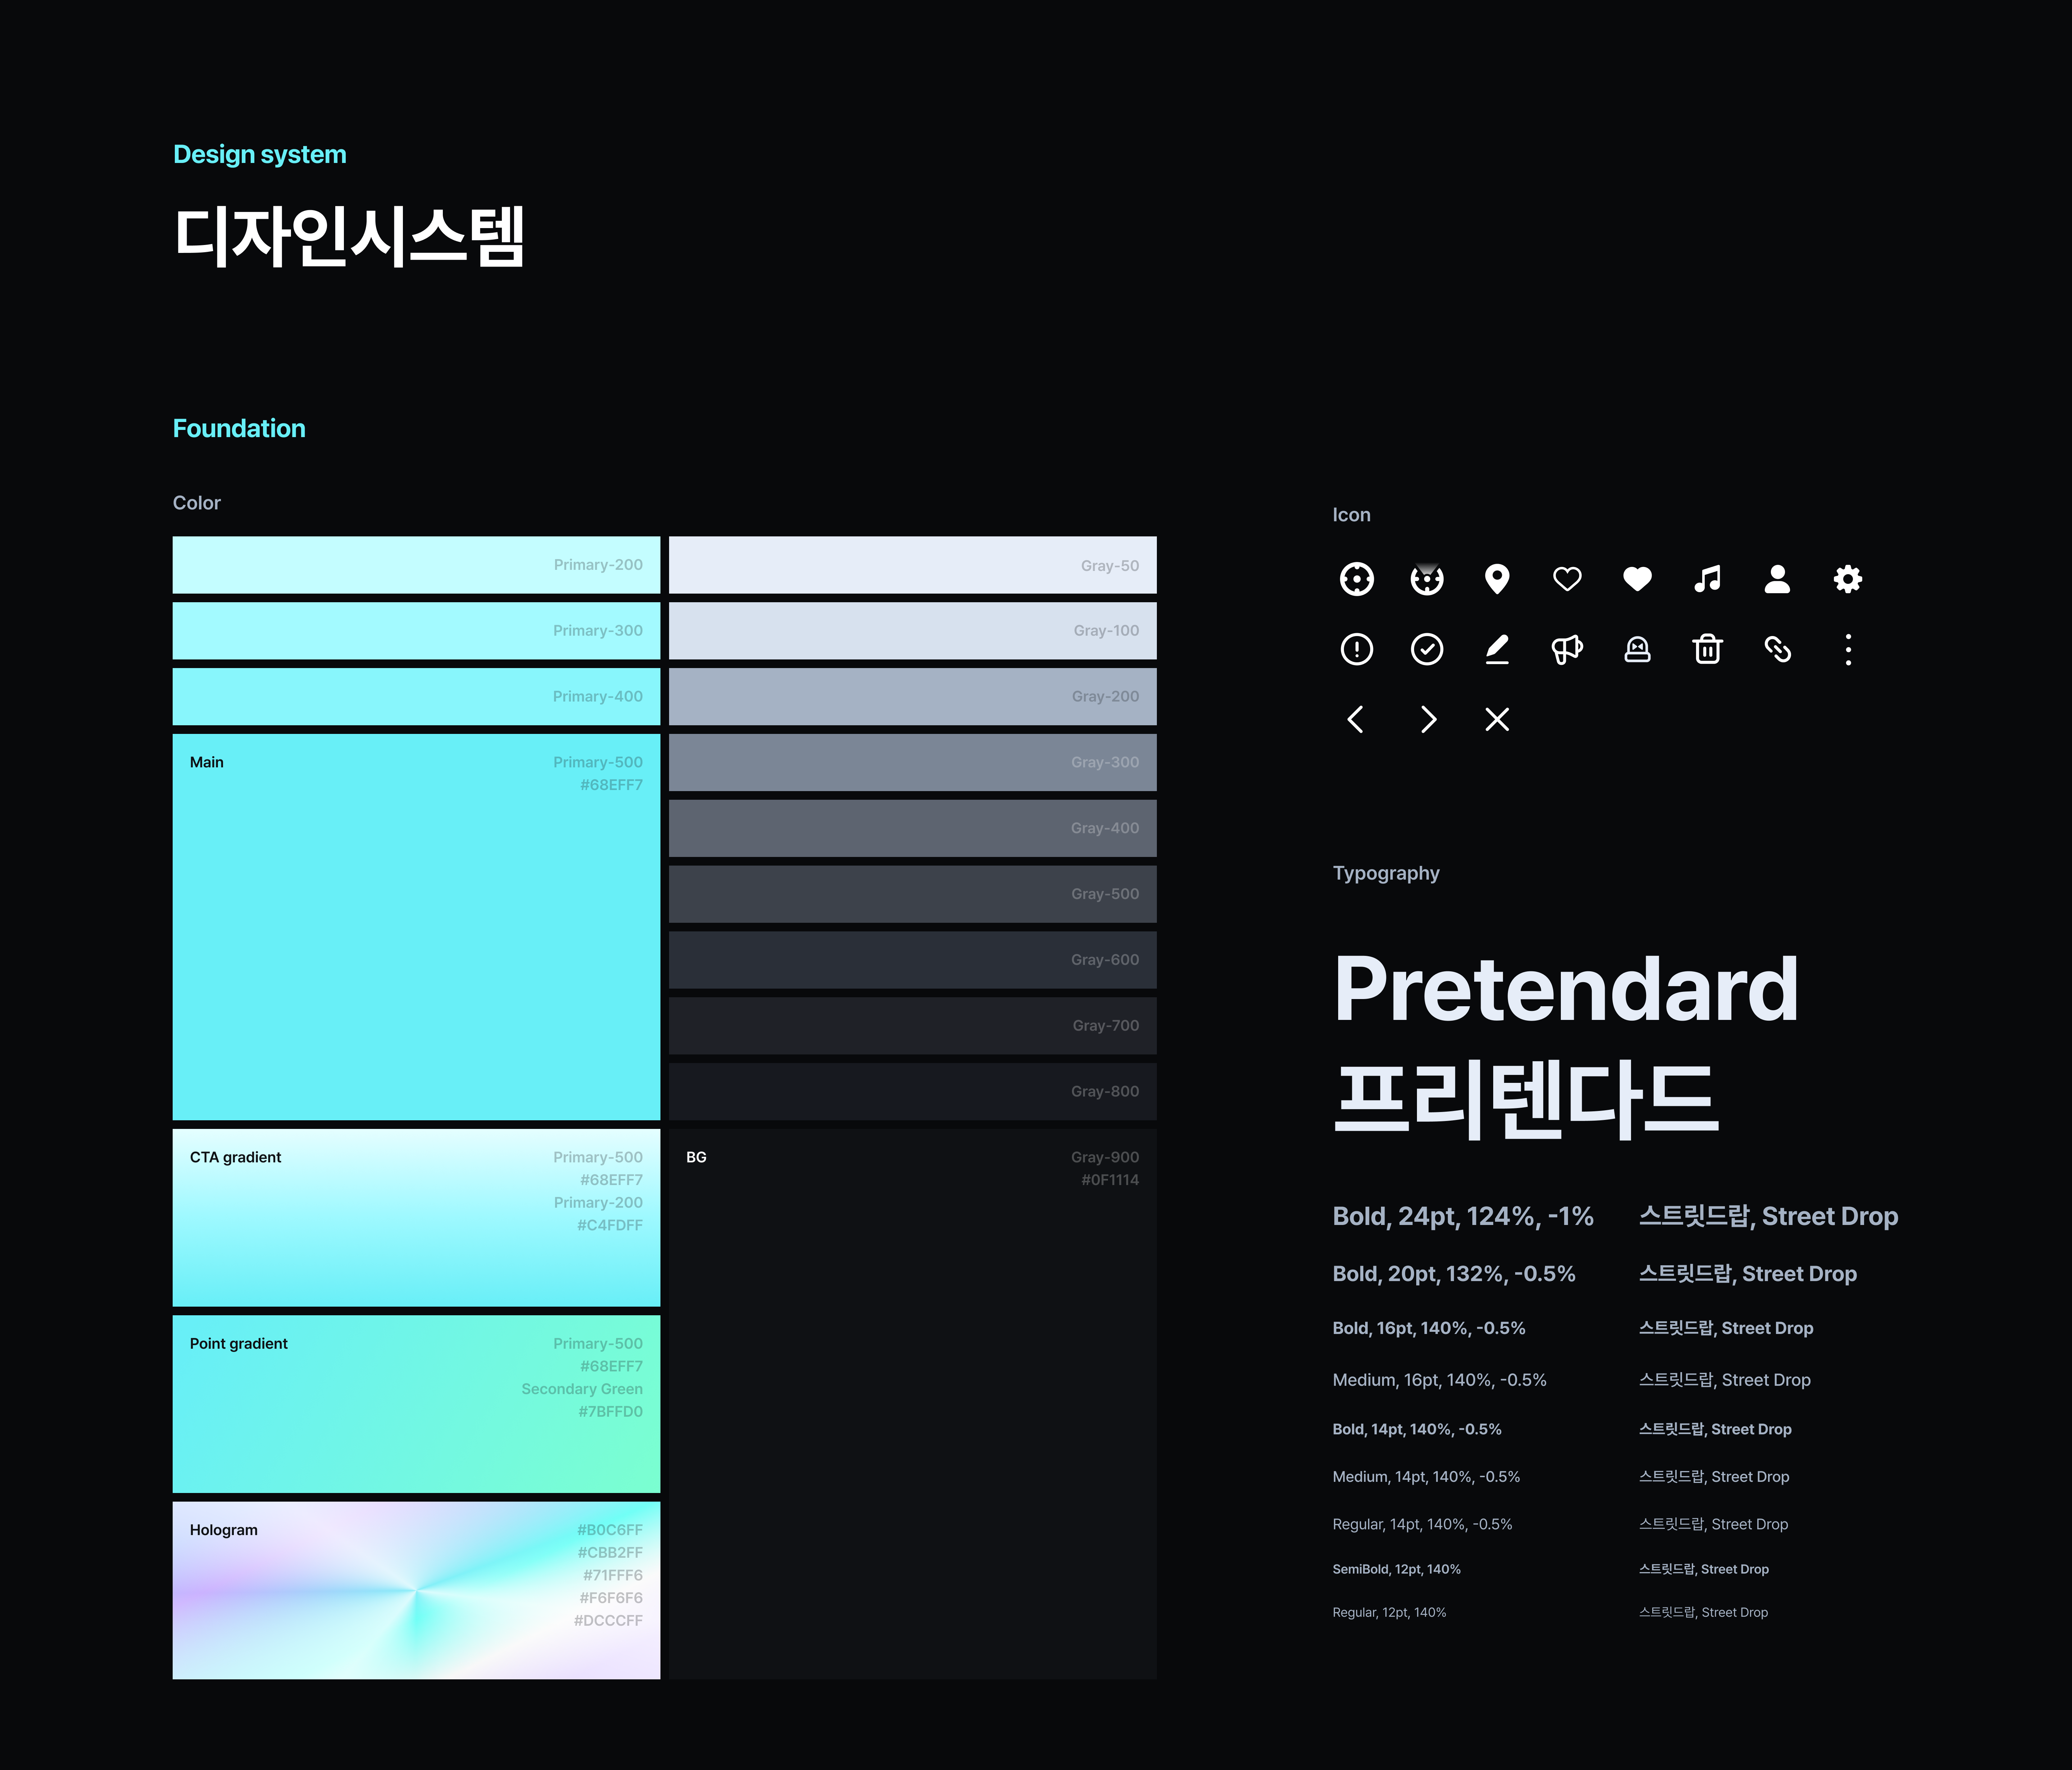 Design system
디자인시스템
Foundation
Color
Primary-200
Primary-300
Primary-400
Main
Primary-500
#68EFF7
CTA gradient
Primary-500
#68EFF7
Primary-200
#C4FDFF
Point gradient
Primary-500
#68EFF7
Secondary Green
#7BFFD0
Hologram
#B0C6FF
#CBB2FF
#71FFF6
#F6F6F6
#DCCCFF
Gray-50
Gray-100
Gray-200
Gray-300
Gray-400
Gray-500
Gray-600
Gray-700
Gray-800
BG
Gray-900
#0F1114
Icon
Typography
Pretendard
프리텐다드
Bold, 24pt, 124%, -1% 스트릿드랍, Street Drop
Bold, 20pt, 132%, -0.5% 스트릿드랍, Street Drop
Bold, 16pt, 140%, -0.5% 스트릿드랍, Street Drop
Medium, 16pt, 140%, -0.5% 스트릿드랍, Street Drop
Bold, 14pt, 140%, -0.5% 스트릿드랍, Street Drop
Medium, 14pt, 140%, -0.5% 스트릿드랍, Street Drop
Regular, 14pt, 140%, -0.5% 스트릿드랍, Street Drop
SemiBold, 12pt, 140% 스트릿드랍, Street Drop
Regular, 12pt, 140% 스트릿드랍, Street Drop